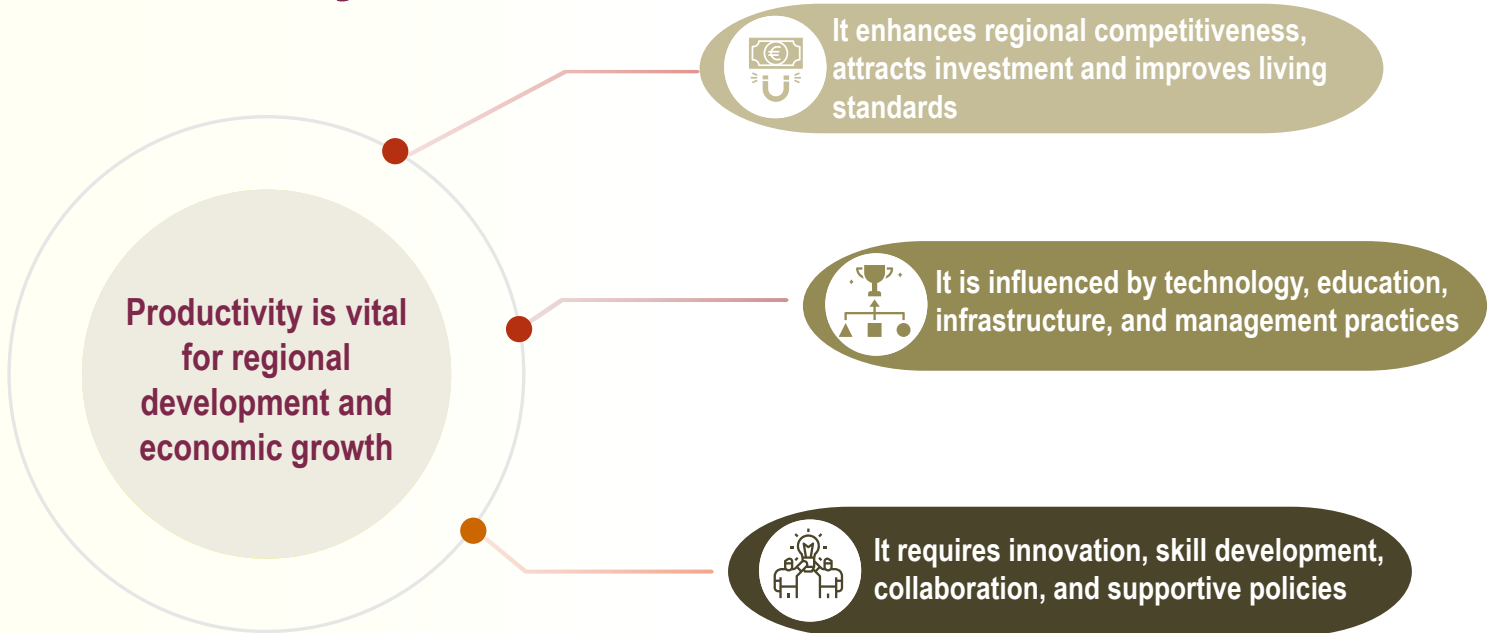 Productivity is vital
for regional
development and
economic growth
It enhances regional competitiveness,
attracts investment and improves living
standards
It is influenced by technology, education,
infrastructure, and management practices
It requires innovation, skill development,
collaboration, and supportive policies